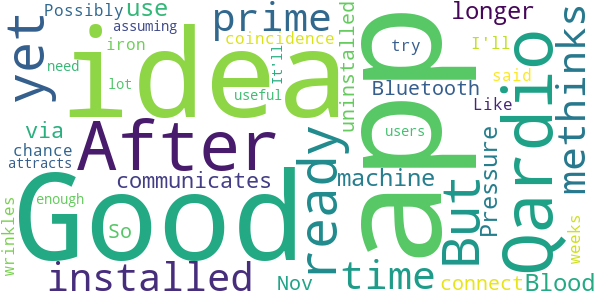 Possibly use
assuming
iron
need
lot
yet
idea
prime
coincidence
It'll
useful
uninstalled
app
try
users
longer
I'll
said
Like
Bluetooth
Qardio
methinks
via
chance
attracts
After
ready
communicates
machine
But
Pressure
wrinkles
enough
Good
So
installed
Nov
time
connect
Blood
weeks